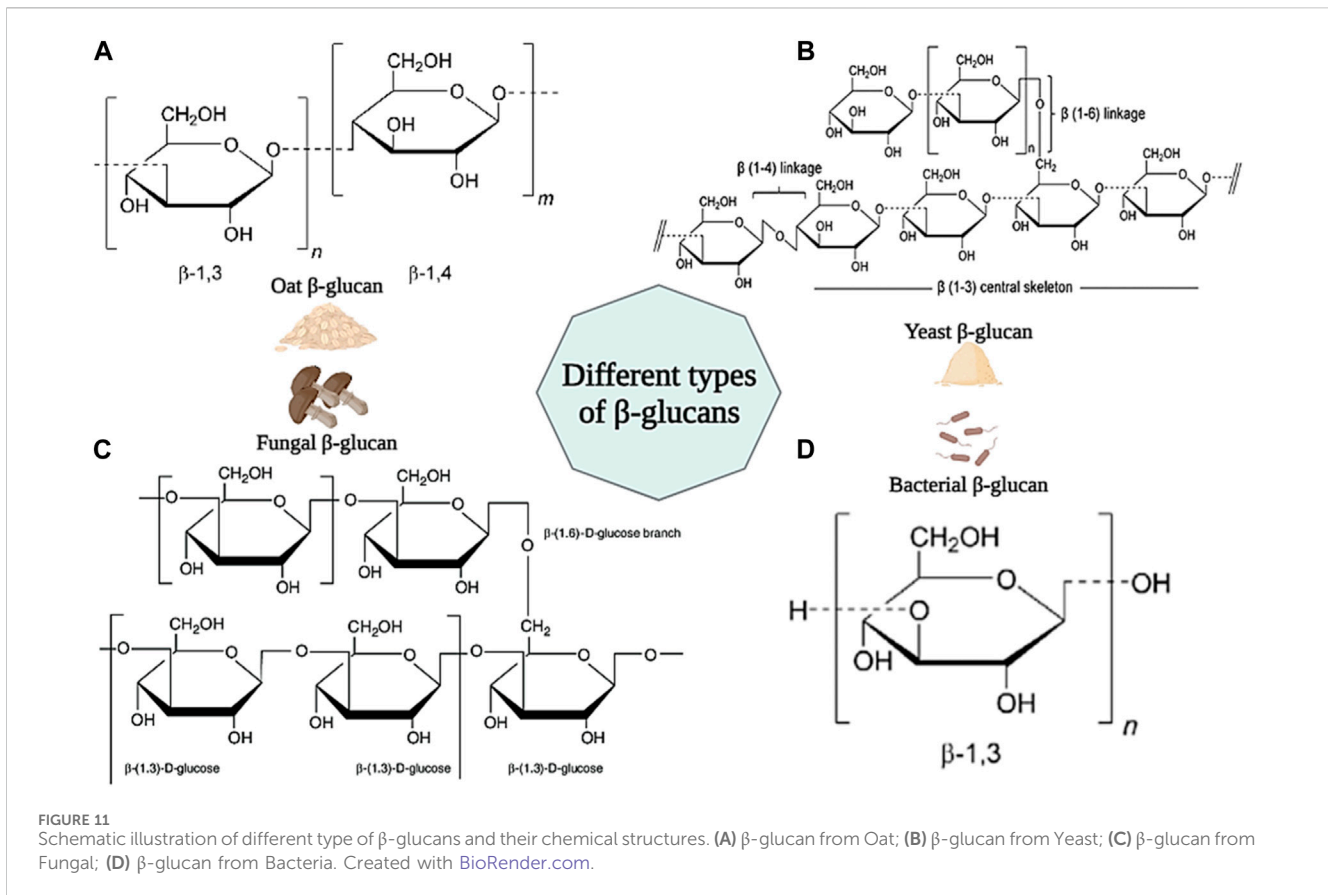 A
CH₂OH
O
O
OH
OH
n
β-1,3
CH₂OH
O
O
OH
OH
m
β-1,4
Oat β-glucan
B
CH₂OH
O
O
OH
HO
OH
CH₂OH
O
O
OH
OH
n
β (1-6) linkage
CH₂
β (1-4) linkage
CH₂OH
O
O
OH
OH
CH₂OH
O
O
OH
OH
CH₂OH
O
O
OH
OH
O
O
OH
OH
CH₂OH
O
O
OH
OH
β (1-3) central skeleton
Yeast β-glucan
Different types
of β-glucans
Fungal β-glucan
C
O
CH₂OH
O
O
OH
OH
CH₂OH
O
O
OH
OH
β-(1.6)-D-glucose branch
O
CH₂OH
O
O
OH
OH
CH₂OH
O
O
OH
OH
CH₂
O
O
OH
OH
β-(1.3)-D-glucose
β-(1.3)-D-glucose
β-(1.3)-D-glucose
D
Bacterial β-glucan
CH₂OH
O
OH
H
O
OH
OH
n
β-1,3
FIGURE 11
Schematic illustration of different type of β-glucans and their chemical structures. (A) β-glucan from Oat; (B) β-glucan from Yeast; (C) β-glucan from
Fungal; (D) β-glucan from Bacteria. Created with BioRender.com.